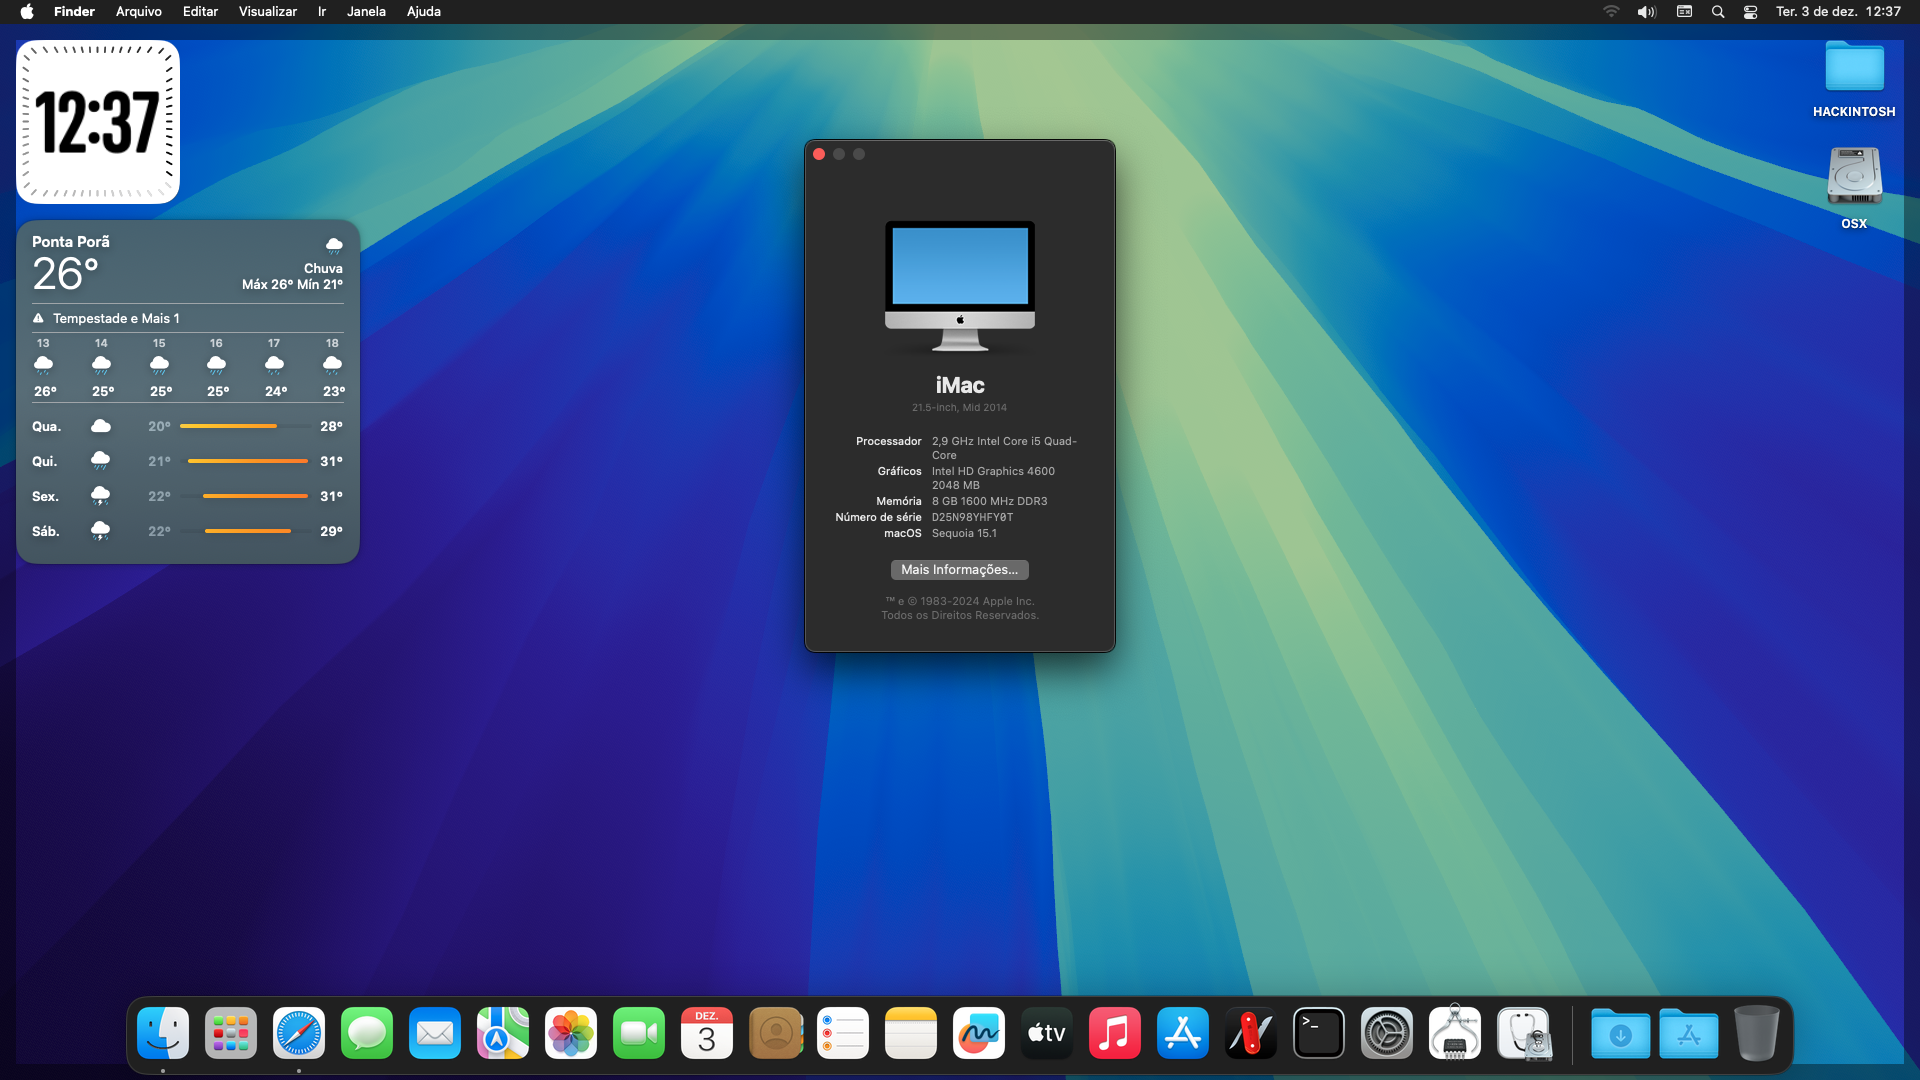 Finder Arquivo Editar Visualizar Ir Janela Ajuda Ter. 3 de dez. 12:37
12:37
HACKINTOSH
OSX
Ponta Porã
26°
Chuva
Máx 26° Mín 21°
Tempestade e Mais 1
13 14 15 16 17 18
26° 25° 25° 25° 24° 23°
Qua. 20° 28°
Qui. 21° 31°
Sex. 22° 31°
Sáb. 22° 29°
iMac
21.5-inch, Mid 2014
Processador 2,9 GHz Intel Core i5 Quad-
Core
Gráficos Intel HD Graphics 4600
2048 MB
Memória 8 GB 1600 MHz DDR3
Número de série D25N98YHFY0T
macOS Sequoia 15.1
Mais Informações...
™ e © 1983-2024 Apple Inc.
Todos os Direitos Reservados.
DEZ.
3
tv
>_